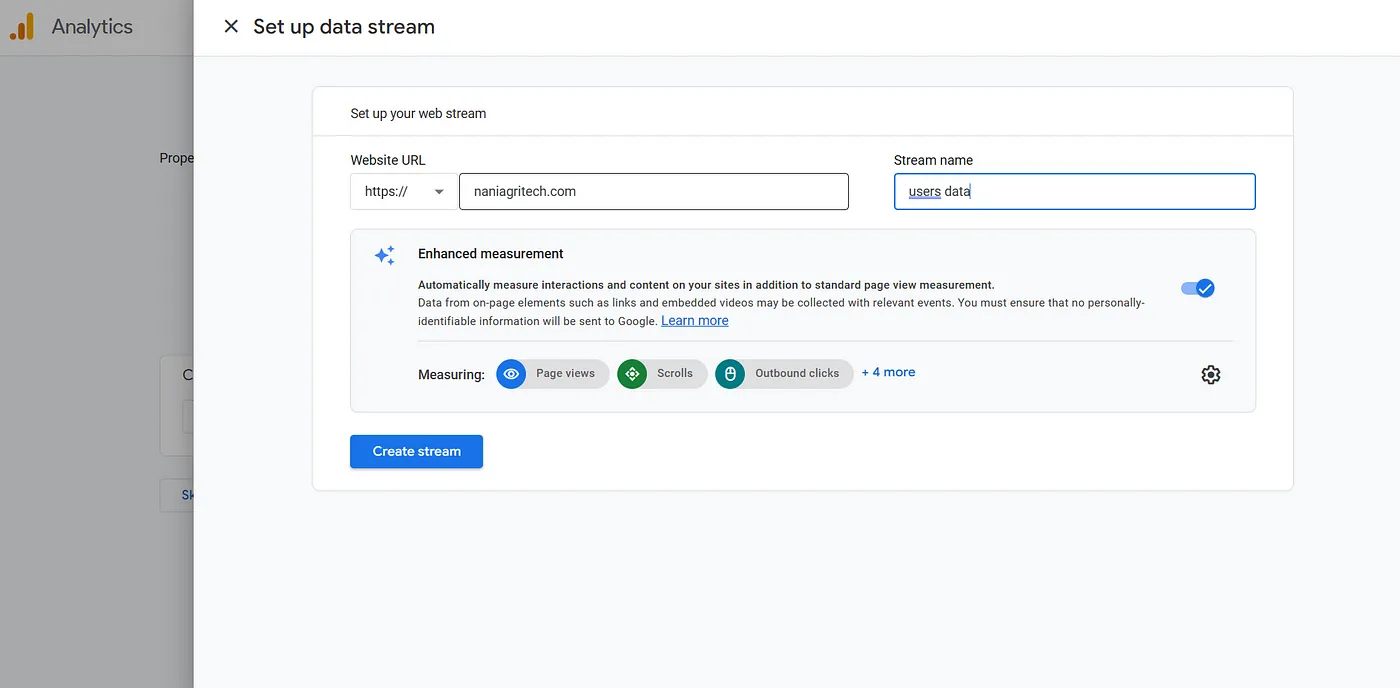 Analytics
Set up data stream
Set up your web stream
Prope
Website URL
Stream name
https://
naniagritech.com
users data
Enhanced measurement
Automatically measure interactions and content on your sites in addition to standard page view measurement.
Data from on-page elements such as links and embedded videos may be collected with relevant events. You must ensure that no personally-
identifiable information will be sent to Google. Learn more
C
Measuring:
Page views
Scrolls
Outbound clicks
+ 4 more
Create stream
Sk